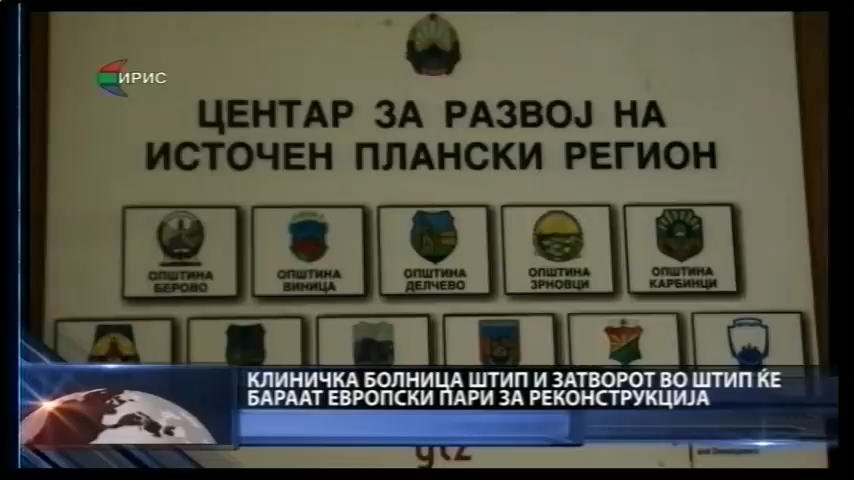 ИРИС
ЦЕНТАР ЗА РАЗВОЈ НА
ИСТОЧЕН ПЛАНСКИ РЕГИОН
ОПШТИНА
БЕРОВО
ОПШТИНА
ВИНИЦА
ОПШТИНА
ДЕЛЧЕВО
ОПШТИНА
ЗРНОВЦИ
ОПШТИНА
КАРБИНЦИ
КЛИНИЧКА БОЛНИЦА ШТИП И ЗАТВОРОТ ВО ШТИП ЌЕ
БАРААТ ЕВРОПСКИ ПАРИ ЗА РЕКОНСТРУКЦИЈА
gtz